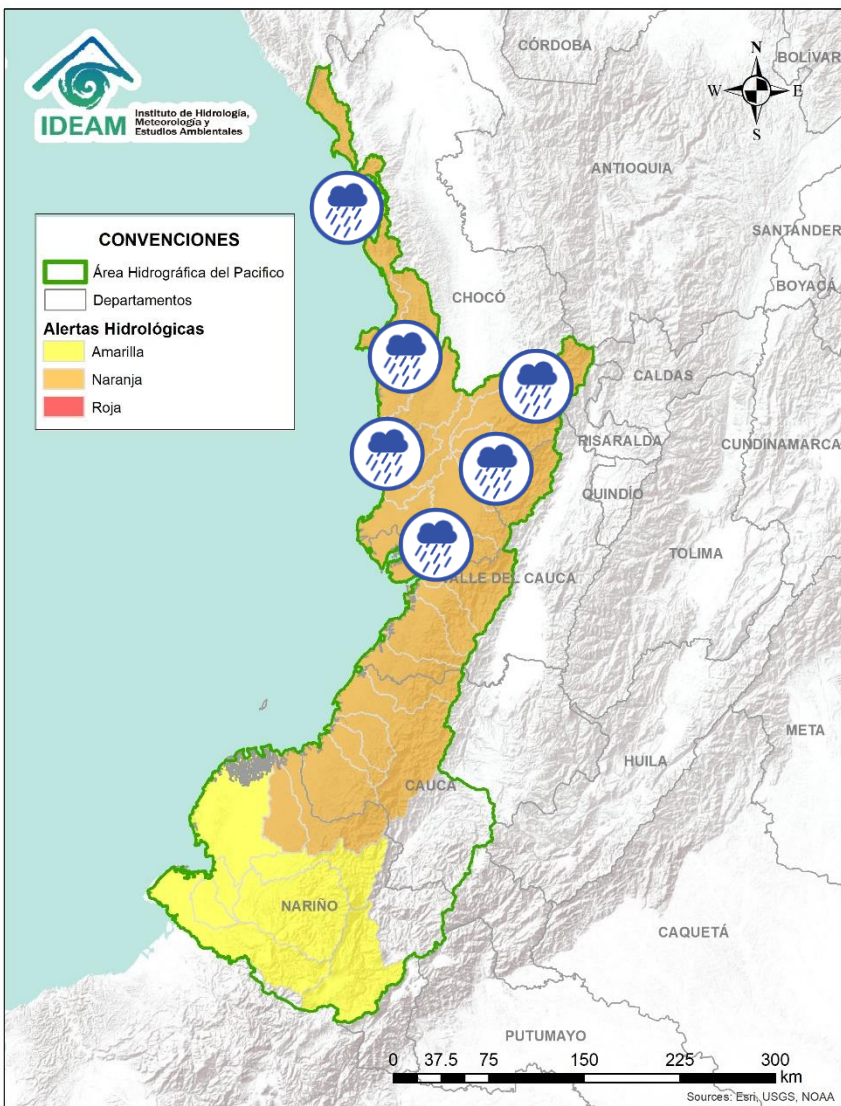 CÓRDOBA
BOLÍVAR
N
W
E
S
IDEAM
Instituto de Hidrología,
Meteorología y
Estudios Ambientales
ANTIOQUIA
SANTANDER
BOYACÁ
CONVENCIONES
Área Hidrográfica del Pacifico
Departamentos
Alertas Hidrológicas
Amarilla
Naranja
Roja
CHOCÓ
CALDAS
RISARALDA
CUNDINAMARCA
QUINDÍO
TOLIMA
VALLE DEL CAUCA
META
HUILA
CAUCA
NARIÑO
CAQUETÁ
PUTUMAYO
0 37.5 75 150 225 300
km
Sources: Esri, USGS, NOAA